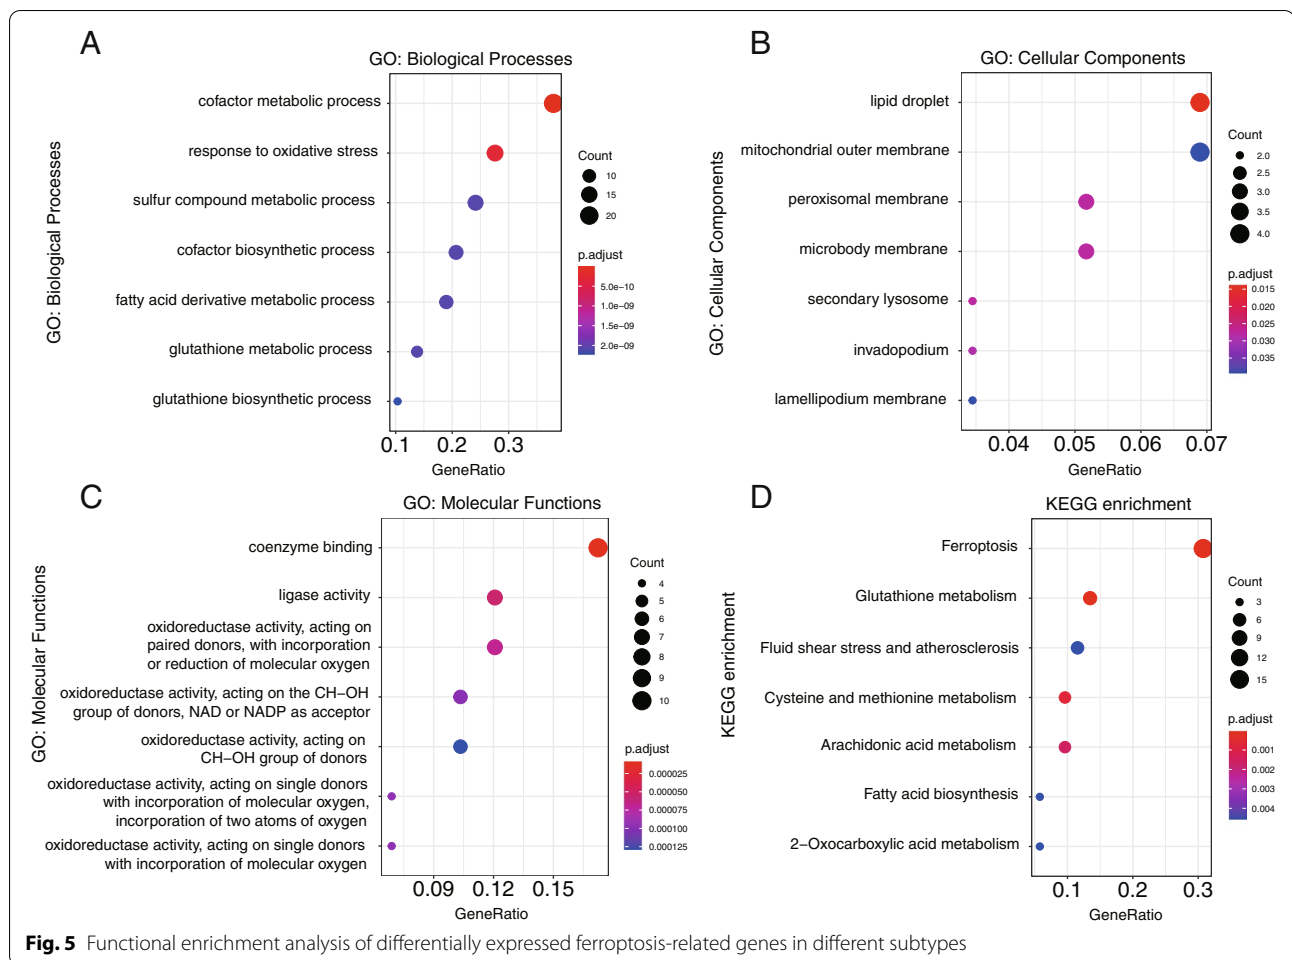 A
GO: Biological Processes
GO: Biological Processes
cofactor metabolic process
response to oxidative stress
sulfur compound metabolic process
cofactor biosynthetic process
fatty acid derivative metabolic process
glutathione metabolic process
glutathione biosynthetic process
0.1 0.2 0.3
GeneRatio
Count
10
15
20
p.adjust
5.0e-10
1.0e-09
1.5e-09
2.0e-09
B
GO: Cellular Components
GO: Cellular Components
lipid droplet
mitochondrial outer membrane
peroxisomal membrane
microbody membrane
secondary lysosome
invadopodium
lamellipodium membrane
0.04 0.05 0.06 0.07
GeneRatio
Count
2.0
2.5
3.0
3.5
4.0
p.adjust
0.015
0.020
0.025
0.030
0.035
C
GO: Molecular Functions
GO: Molecular Functions
coenzyme binding
ligase activity
oxidoreductase activity, acting on
paired donors, with incorporation
or reduction of molecular oxygen
oxidoreductase activity, acting on the CH−OH
group of donors, NAD or NADP as acceptor
oxidoreductase activity, acting on
CH−OH group of donors
oxidoreductase activity, acting on single donors
with incorporation of molecular oxygen,
incorporation of two atoms of oxygen
oxidoreductase activity, acting on single donors
with incorporation of molecular oxygen
0.09 0.12 0.15
GeneRatio
Count
4
5
6
7
8
9
10
p.adjust
0.000025
0.000050
0.000075
0.000100
0.000125
D
KEGG enrichment
KEGG enrichment
Ferroptosis
Glutathione metabolism
Fluid shear stress and atherosclerosis
Cysteine and methionine metabolism
Arachidonic acid metabolism
Fatty acid biosynthesis
2−Oxocarboxylic acid metabolism
0.1 0.2 0.3
GeneRatio
Count
3
6
9
12
15
p.adjust
0.001
0.002
0.003
0.004
Fig. 5 Functional enrichment analysis of differentially expressed ferroptosis-related genes in different subtypes